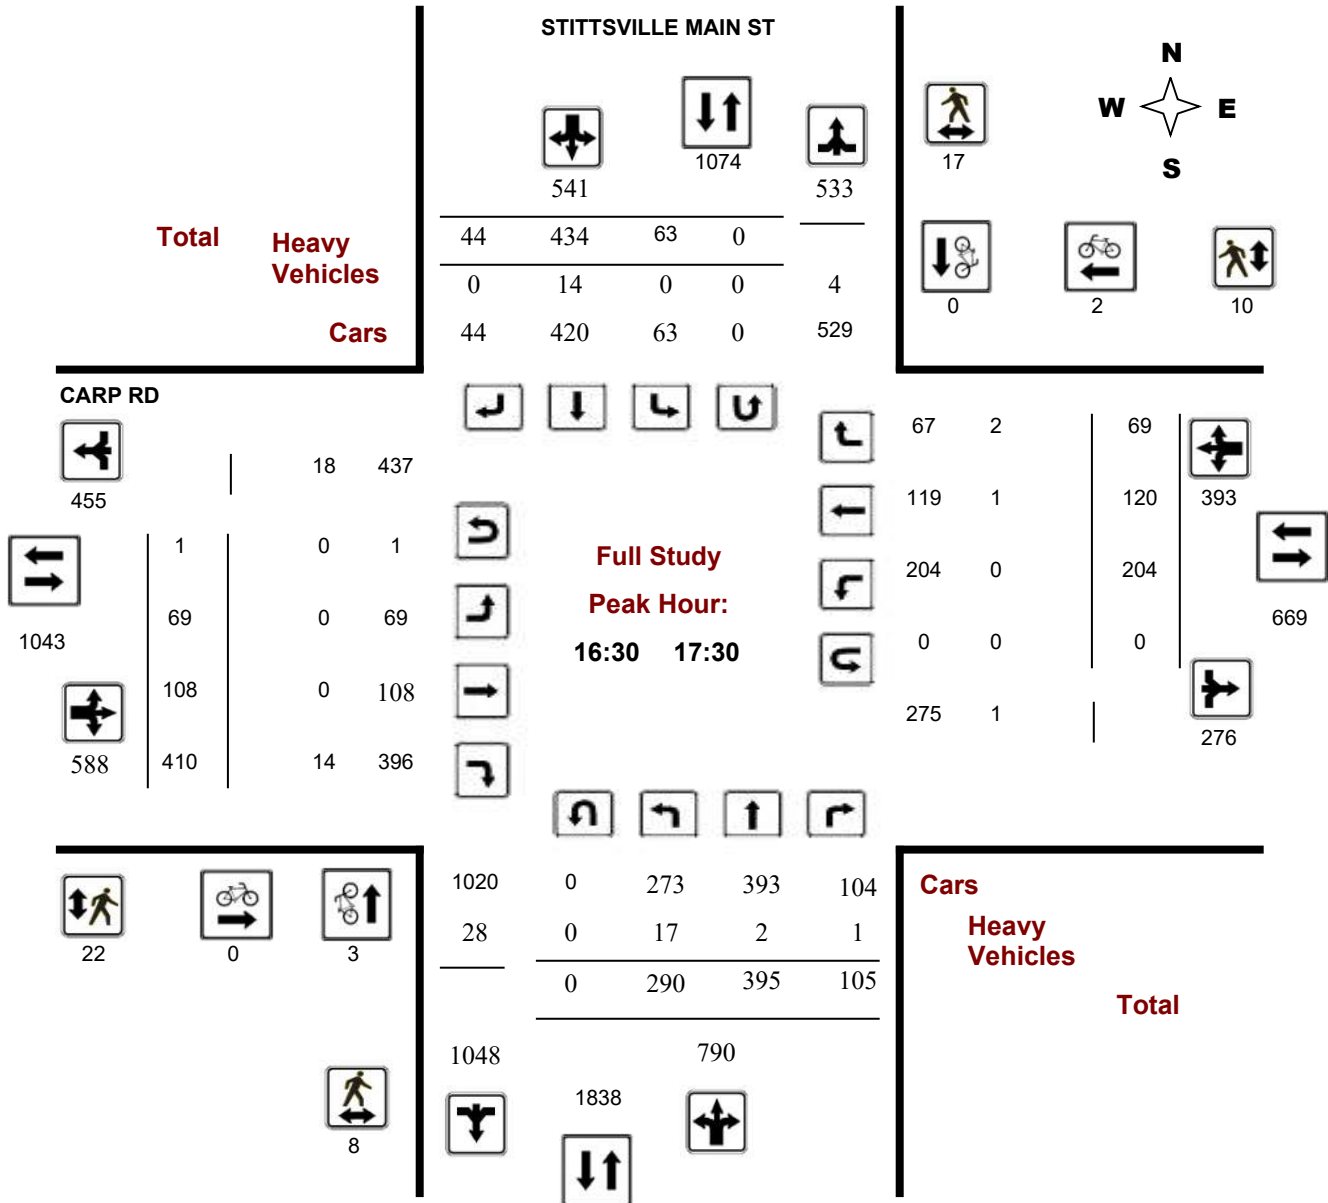 STITTSVILLE MAIN ST
N
W E
S
1074
17
541 533
Total Heavy Vehicles
44 434 63 0
0 14 0 0 4
0 2 10
Cars 44 420 63 0 529
CARP RD
67 2 69
18 437
455
119 1 120 393
1 0 1
Full Study
204 0 204
Peak Hour:
69 0 69
669
1043
16:30 17:30
0 0 0
108 0 108
275 1
276
588 410 14 396
1020 0 273 393 104
Cars
28 0 17 2 1
Heavy
Vehicles
22 0 3
0 290 395 105
Total
1048 790
1838
8